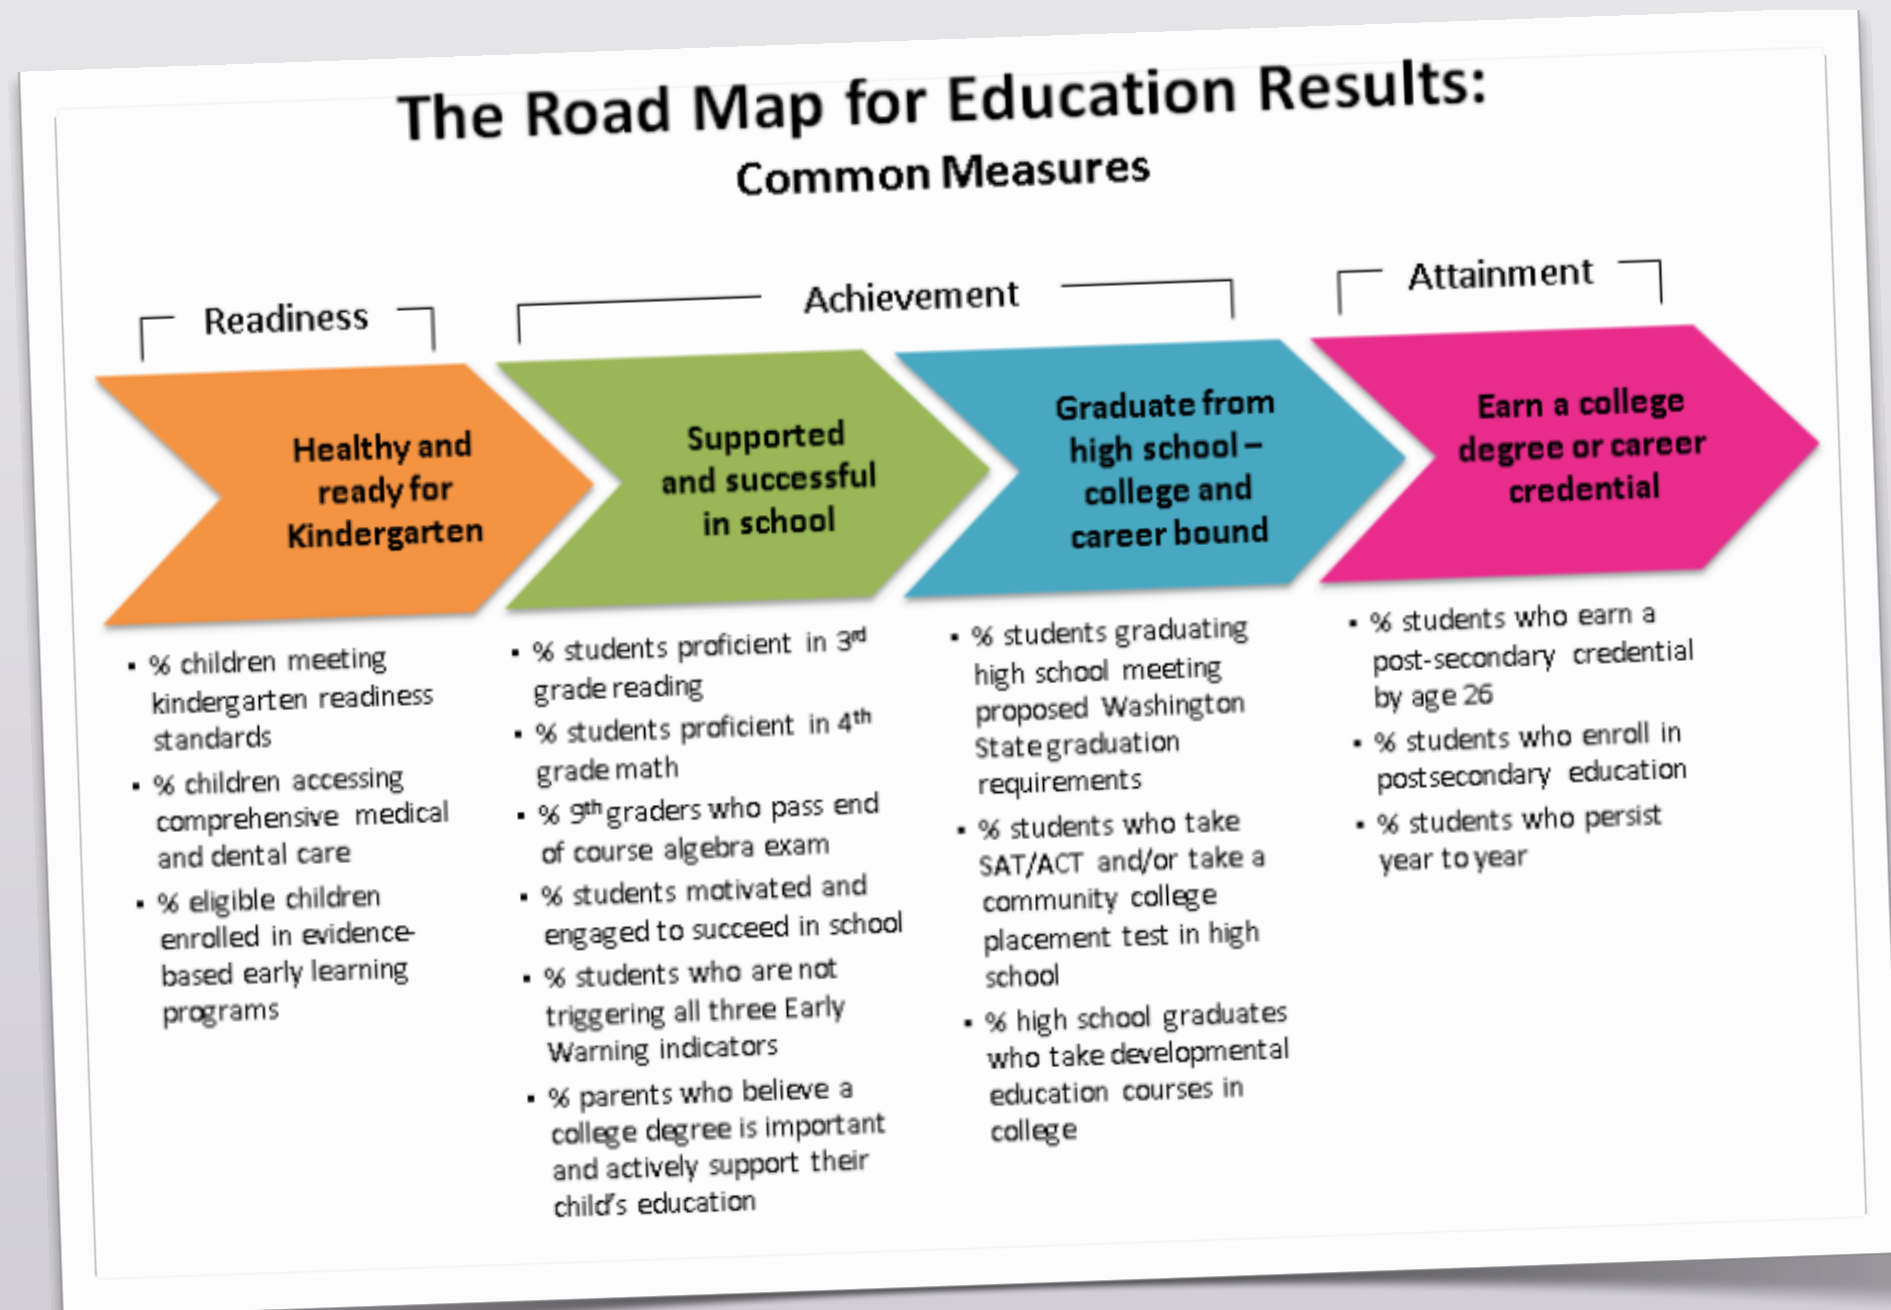 The Road Map for Education Results:
Common Measures
Readiness
Achievement
Attainment
Healthy and
ready for
Kindergarten
Supported
and successful
in school
Graduate from
high school –
college and
career bound
Earn a college
degree or career
credential
▪ % children meeting
kindergarten readiness
standards
▪ % children accessing
comprehensive medical
and dental care
▪ % eligible children
enrolled in evidence-
based early learning
programs
▪ % students proficient in 3rd
grade reading
▪ % students proficient in 4th
grade math
▪ % 9th graders who pass end
of course algebra exam
▪ % students motivated and
engaged to succeed in school
▪ % students who are not
triggering all three Early
Warning indicators
▪ % parents who believe a
college degree is important
and actively support their
child's education
▪ % students graduating
high school meeting
proposed Washington
State graduation
requirements
▪ % students who take
SAT/ACT and/or take a
community college
placement test in high
school
▪ % high school graduates
who take developmental
education courses in
college
▪ % students who earn a
post-secondary credential
by age 26
▪ % students who enroll in
postsecondary education
▪ % students who persist
year to year